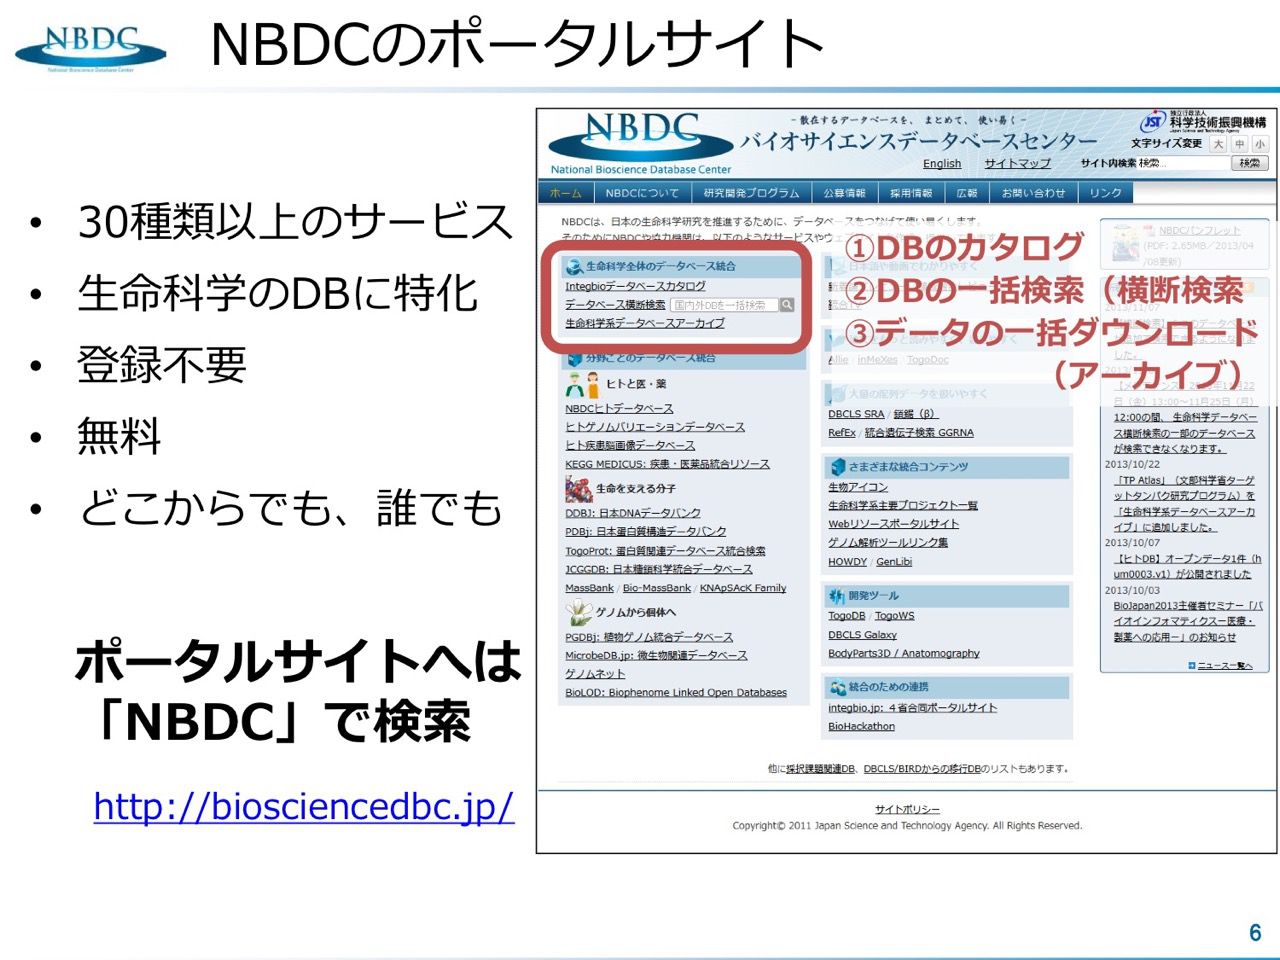 NBDC
National Bioscience Database Center
NBDCのポータルサイト
• 30種類以上のサービス
• 生命科学のDBに特化
• 登録不要
• 無料
• どこからでも、誰でも
ポータルサイトへは
「NBDC」で検索
http://biosciencedbc.jp/
NBDC
National Bioscience Database Center
－散在するデータベースを、まとめて、使い易く－
バイオサイエンスデータベースセンター
JST 独立行政法人
科学技術振興機構
Japan Science and Technology Agency
文字サイズ変更 大 中 小
English サイトマップ サイト内検索 検索... 検索
ホーム NBDCについて 研究開発プログラム 公募情報 採用情報 広報 お問い合わせ リンク
NBDCは、日本の生命科学研究を推進するために、データベースをつなげて使い易くします。
そのためにNBDCや協力機関は、以下のようなサービスやウェ
生命科学全体のデータベース統合
Integbioデータベースカタログ
データベース横断検索 国内外DBを一括検索
生命科学系データベースアーカイブ
①DBのカタログ
②DBの一括検索（横断検索
③データの一括ダウンロード
（アーカイブ）
分野ごとのデータベース統合
ヒトと医・薬
NBDCヒトデータベース
ヒトゲノムバリエーションデータベース
ヒト疾患脳画像データベース
KEGG MEDICUS: 疾患・医薬品統合リソース
生命を支える分子
DDBJ: 日本DNAデータバンク
PDBj: 日本蛋白質構造データバンク
TogoProt: 蛋白質関連データベース統合検索
JCGGDB: 日本糖鎖科学統合データベース
MassBank / Bio-MassBank / KNApSAcK Family
ゲノムから個体へ
PGDBj: 植物ゲノム統合データベース
MicrobeDB.jp: 微生物関連データベース
ゲノムネット
BioLOD: Biophenome Linked Open Databases
日本語や動画でわかりやすく
統合TV
Allie / inMeXes / TogoDoc
大量の配列データを扱いやすく
DBCLS SRA / 鎖鋸（β）
RefEx / 統合遺伝子検索 GGRNA
さまざまな統合コンテンツ
生物アイコン
生命科学系主要プロジェクト一覧
Webリソースポータルサイト
ゲノム解析ツールリンク集
HOWDY / GenLibi
開発ツール
TogoDB / TogoWS
DBCLS Galaxy
BodyParts3D / Anatomography
統合のための連携
integbio.jp: ４省合同ポータルサイト
BioHackathon
NBDCパンフレット
(PDF: 2.65MB／2013/04
/08更新)
2013/11/07
した。
日（金）13:00～11月25日（月）
12:00の間、生命科学データベー
ス横断検索の一部のデータベース
が検索できなくなります。
2013/10/22
「TP Atlas」（文部科学省ターゲ
ットタンパク研究プログラム）を
「生命科学系データベースアーカ
イブ」に追加しました。
2013/10/07
【ヒトDB】オープンデータ1件（h
um0003.v1）が公開されました
2013/10/03
BioJapan2013主催者セミナー「バ
イオインフォマティクス－医療・
製薬への応用－」のお知らせ
ニュース一覧へ
他に採択課題関連DB、DBCLS/BIRDからの移行DBのリストもあります。
サイトポリシー
Copyright© 2011 Japan Science and Technology Agency. All Rights Reserved.
6